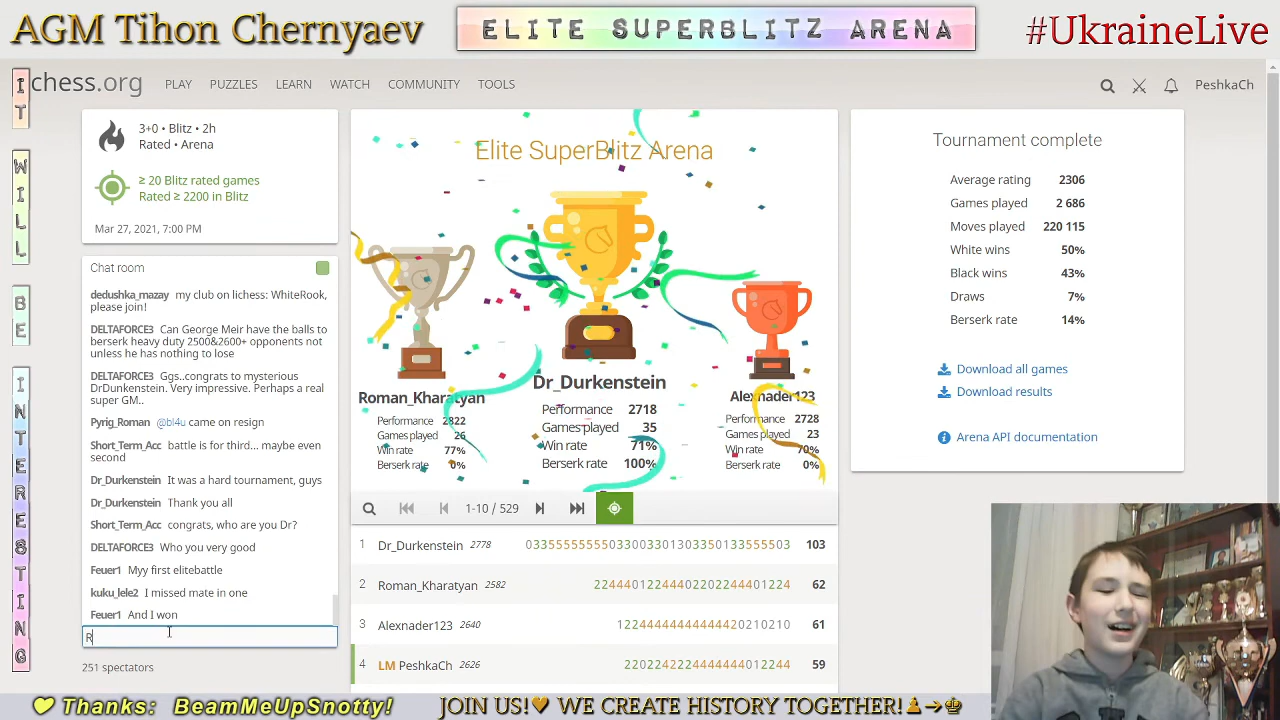 AGM Tihon Chernyaev
ELITE SUPERBLITZ ARENA
#UkraineLive
IT
WILL
BE
INTERESTING
chess.org
PLAY PUZZLES LEARN WATCH COMMUNITY TOOLS
PeshkaCh
3+0 • Blitz • 2h
Rated • Arena
≥ 20 Blitz rated games
Rated ≥ 2200 in Blitz
Mar 27, 2021, 7:00 PM
Chat room
dedushka_mazay my club on lichess: WhiteRook,
please join!
DELTAFORCE3 Can George Meir have the balls to
berserk heavy duty 2500&2600+ opponents not
unless he has nothing to lose
DELTAFORCE3 Ggs..congrats to mysterious
DrDunkenstein. Very impressive. Perhaps a real
super GM..
Pyrig_Roman @bl4u came on resign
Short_Term_Acc battle is for third... maybe even
second
Dr_Durkenstein It was a hard tournament, guys
Dr_Durkenstein Thank you all
Short_Term_Acc congrats, who are you Dr?
DELTAFORCE3 Who you very good
Feuer1 Myy first elitebattle
kuku_lele2 I missed mate in one
Feuer1 And I won
R
251 spectators
Elite SuperBlitz Arena
Roman_Kharatyan
Performance 2822
Games played 26
Win rate 77%
Berserk rate 0%
Dr_Durkenstein
Performance 2718
Games played 35
Win rate 71%
Berserk rate 100%
Alexnader123
Performance 2728
Games played 23
Win rate 70%
Berserk rate 0%
1-10 / 529
1 Dr_Durkenstein 2778 03355555555033003301303350133555503 103
2 Roman_Kharatyan 2582 22444012244402202244401224 62
3 Alexnader123 2640 12244444444444420210210 61
4 LM PeshkaCh 2626 2202242224444444012244 59
Tournament complete
Average rating 2306
Games played 2 686
Moves played 220 115
White wins 50%
Black wins 43%
Draws 7%
Berserk rate 14%
Download all games
Download results
Arena API documentation
Thanks: BeamMeUpSnotty!
JOIN US!♥ WE CREATE HISTORY TOGETHER!♟→♚